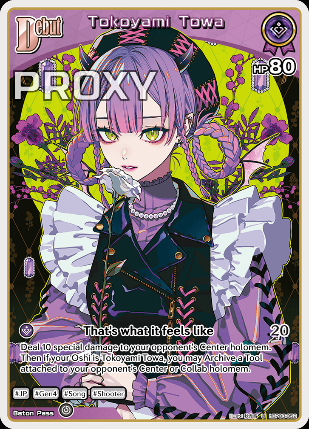 Debut
Tokoyami Towa
HP 80
PROXY
That's what it feels like
20
Deal 10 special damage to your opponent's Center holomem.
Then if your Oshi is Tokoyami Towa, you may Archive a Tool
attached to your opponent's Center or Collab holomem.
#JP #Gen4 #Song #Shooter
Baton Pass